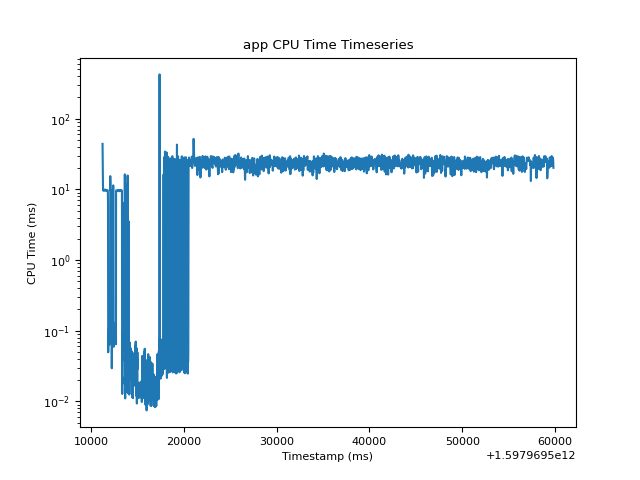 app CPU Time Timeseries
CPU Time (ms)
10²
10¹
10⁰
10⁻¹
10⁻²
10000 20000 30000 40000 50000 60000
Timestamp (ms)
+1.5979695e12